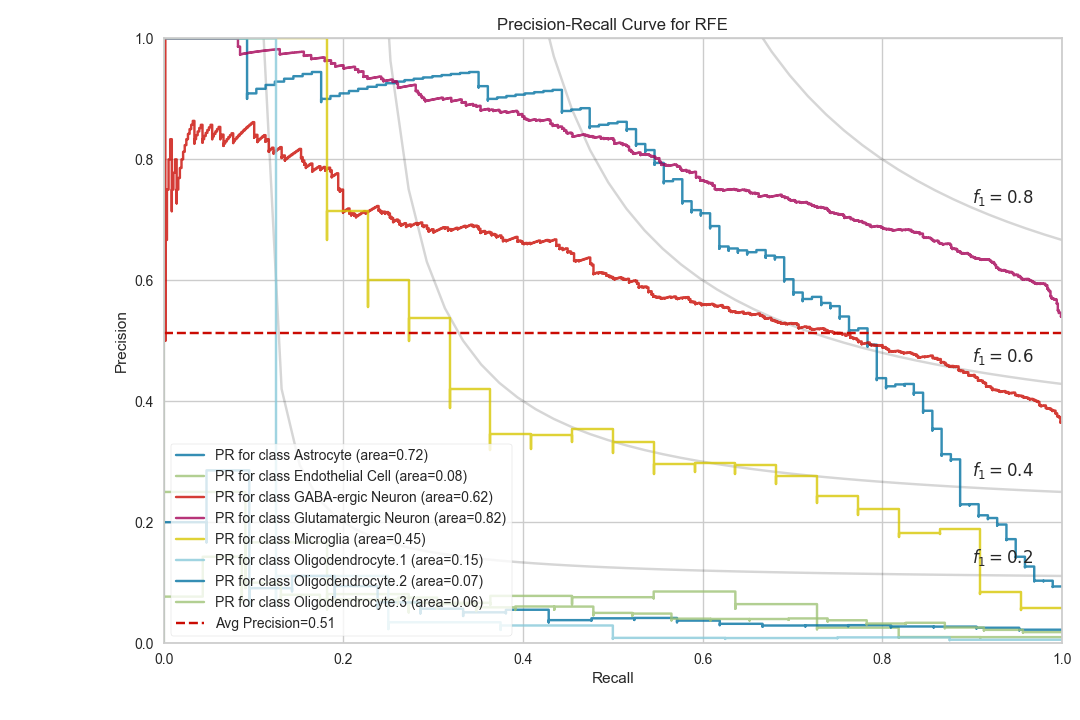 Precision-Recall Curve for RFE
1.0
0.8
0.6
0.4
0.2
0.0
Precision
f1 = 0.8
f1 = 0.6
f1 = 0.4
f1 = 0.2
PR for class Astrocyte (area=0.72)
PR for class Endothelial Cell (area=0.08)
PR for class GABA-ergic Neuron (area=0.62)
PR for class Glutamatergic Neuron (area=0.82)
PR for class Microglia (area=0.45)
PR for class Oligodendrocyte.1 (area=0.15)
PR for class Oligodendrocyte.2 (area=0.07)
PR for class Oligodendrocyte.3 (area=0.06)
Avg Precision=0.51
0.0 0.2 0.4 0.6 0.8 1.0
Recall